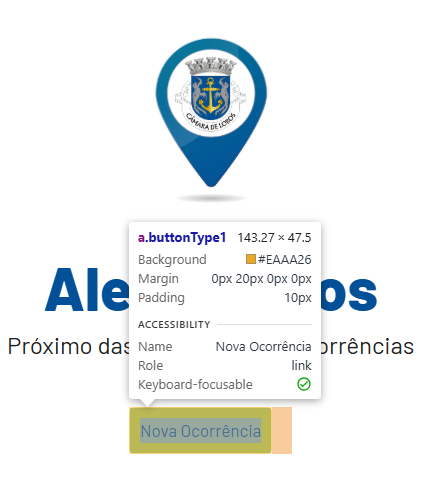 CÂMARA DE LOBOS
a.buttonType1 143.27 × 47.5
Background #EAAA26
Margin 0px 20px 0px 0px
Padding 10px
ACCESSIBILITY
Name Nova Ocorrência
Role link
Keyboard-focusable
Ale os
Próximo das orrências
Nova Ocorrência